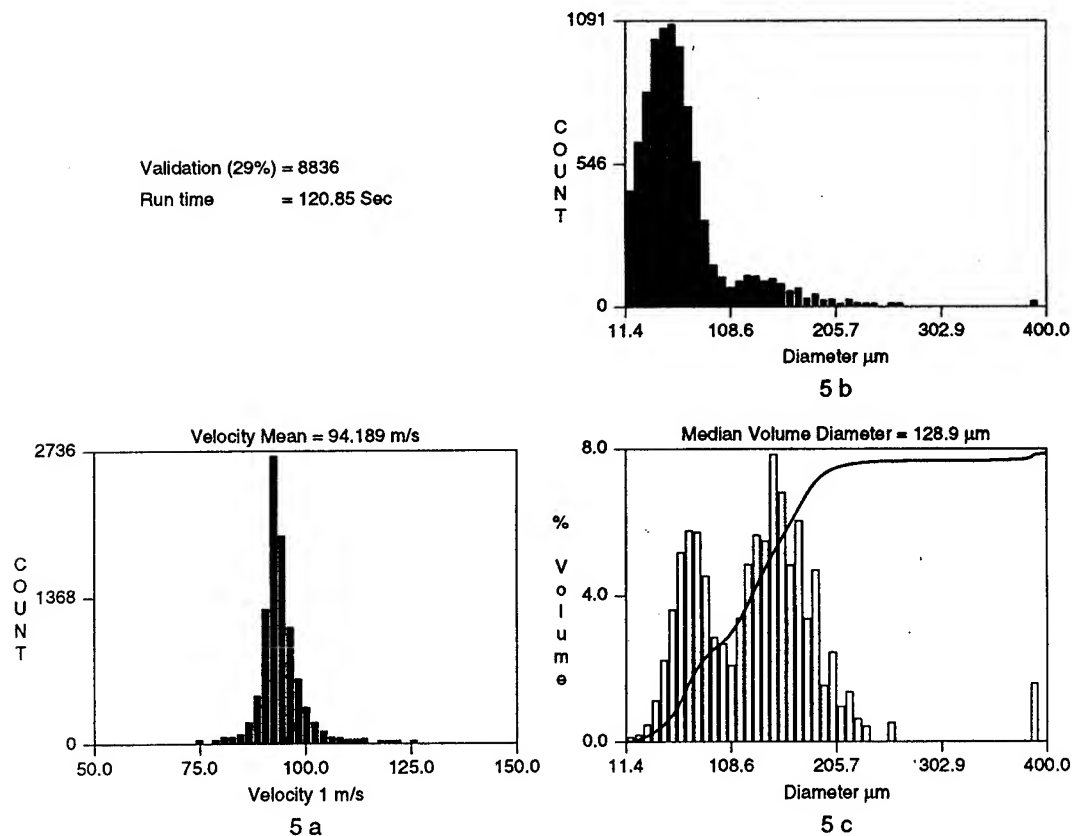 Validation (29%) = 8836
Run time = 120.85 Sec
1091
546
0
COUNT
11.4 108.6 205.7 302.9 400.0
Diameter µm
5 b
Velocity Mean = 94.189 m/s
2736
1368
0
COUNT
50.0 75.0 100.0 125.0 150.0
Velocity 1 m/s
5 a
Median Volume Diameter = 128.9 µm
8.0
4.0
0.0
% Volume
11.4 108.6 205.7 302.9 400.0
Diameter µm
5 c